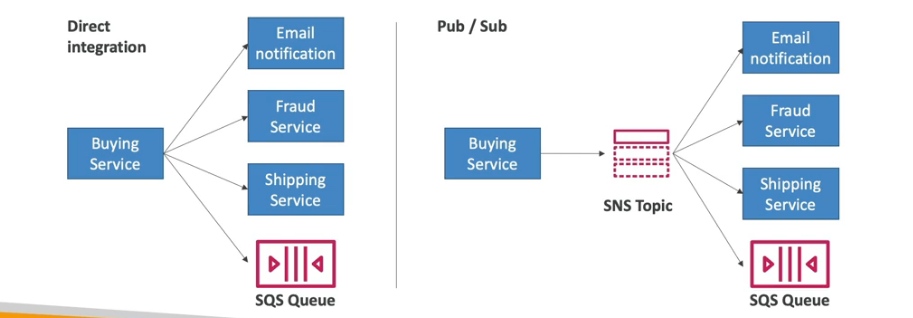 Direct
integration
Email
notification
Fraud
Service
Buying
Service
Shipping
Service
SQS Queue
Pub / Sub
Email
notification
Fraud
Service
Buying
Service
SNS Topic
Shipping
Service
SQS Queue